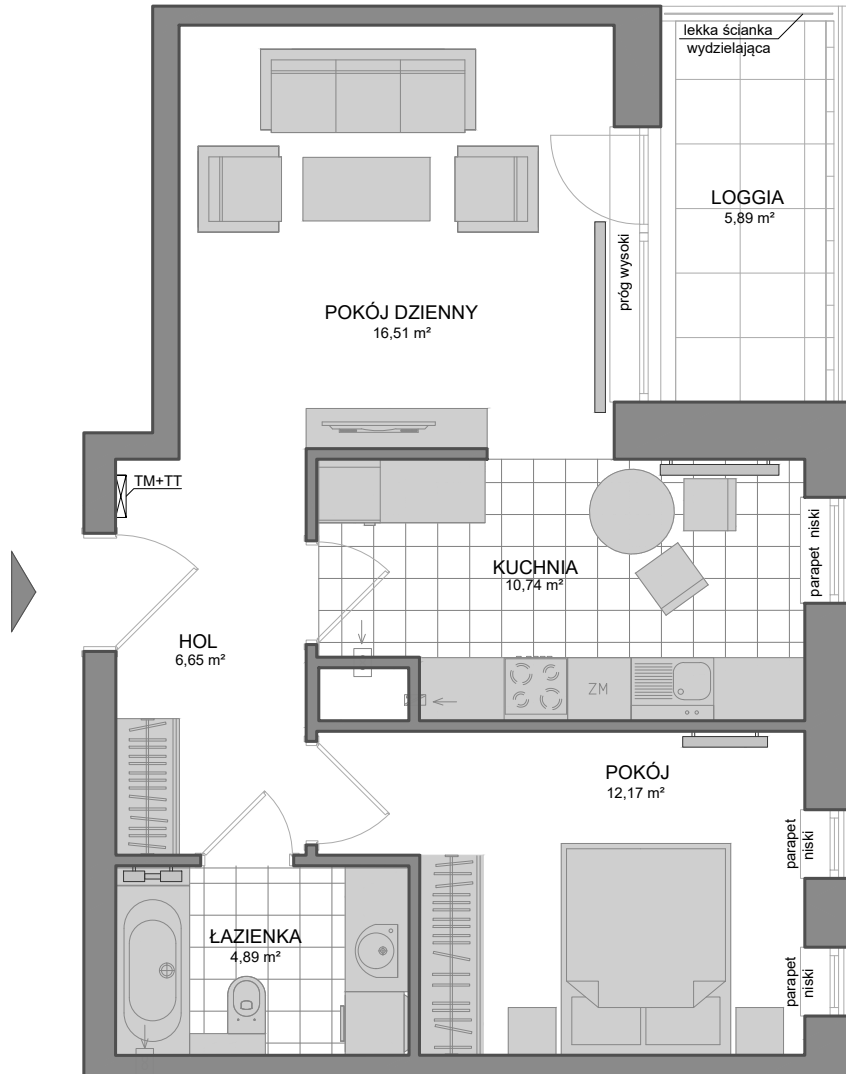 lekka ścianka
wydzielająca
LOGGIA
5,89 m²
próg wysoki
POKÓJ DZIENNY
16,51 m²
TM+TT
KUCHNIA
10,74 m²
parapet niski
HOL
6,65 m²
ZM
POKÓJ
12,17 m²
parapet
niski
ŁAZIENKA
4,89 m²
parapet
niski